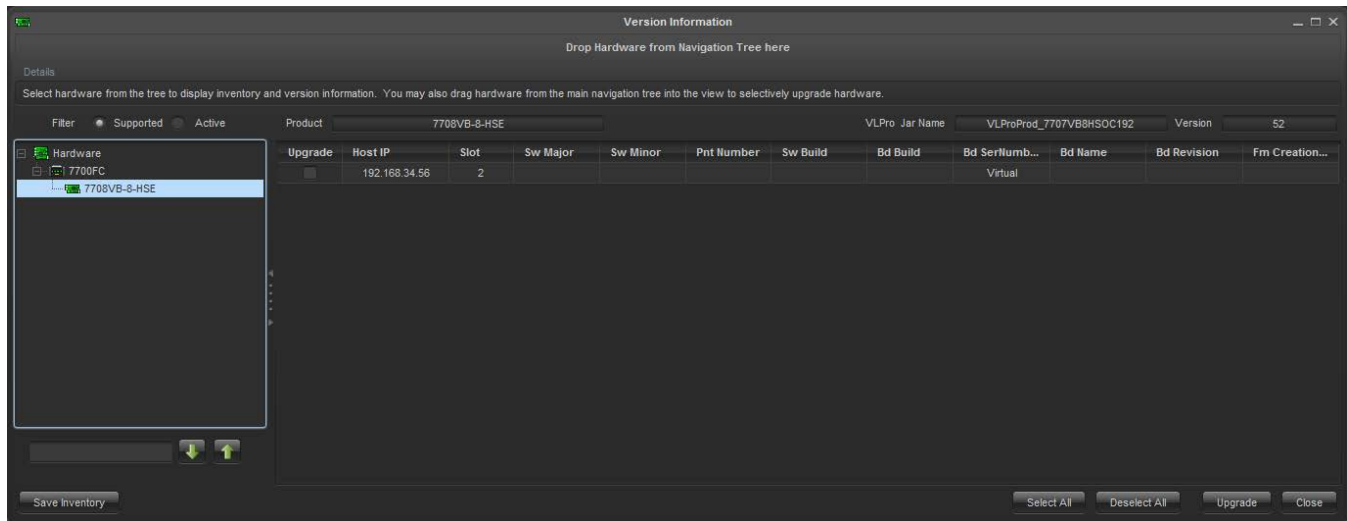 Version Information
Drop Hardware from Navigation Tree here
Details
Select hardware from the tree to display inventory and version information. You may also drag hardware from the main navigation tree into the view to selectively upgrade hardware.
Filter Supported Active Product 7708VB-8-HSE VLPro Jar Name VLProProd_7707VB8HSOC192 Version 52
Hardware
7700FC
7708VB-8-HSE
Upgrade Host IP Slot Sw Major Sw Minor Pnt Number Sw Build Bd Build Bd SerNumb... Bd Name Bd Revision Fm Creation...
192.168.34.56 2 Virtual
Save Inventory Select All Deselect All Upgrade Close